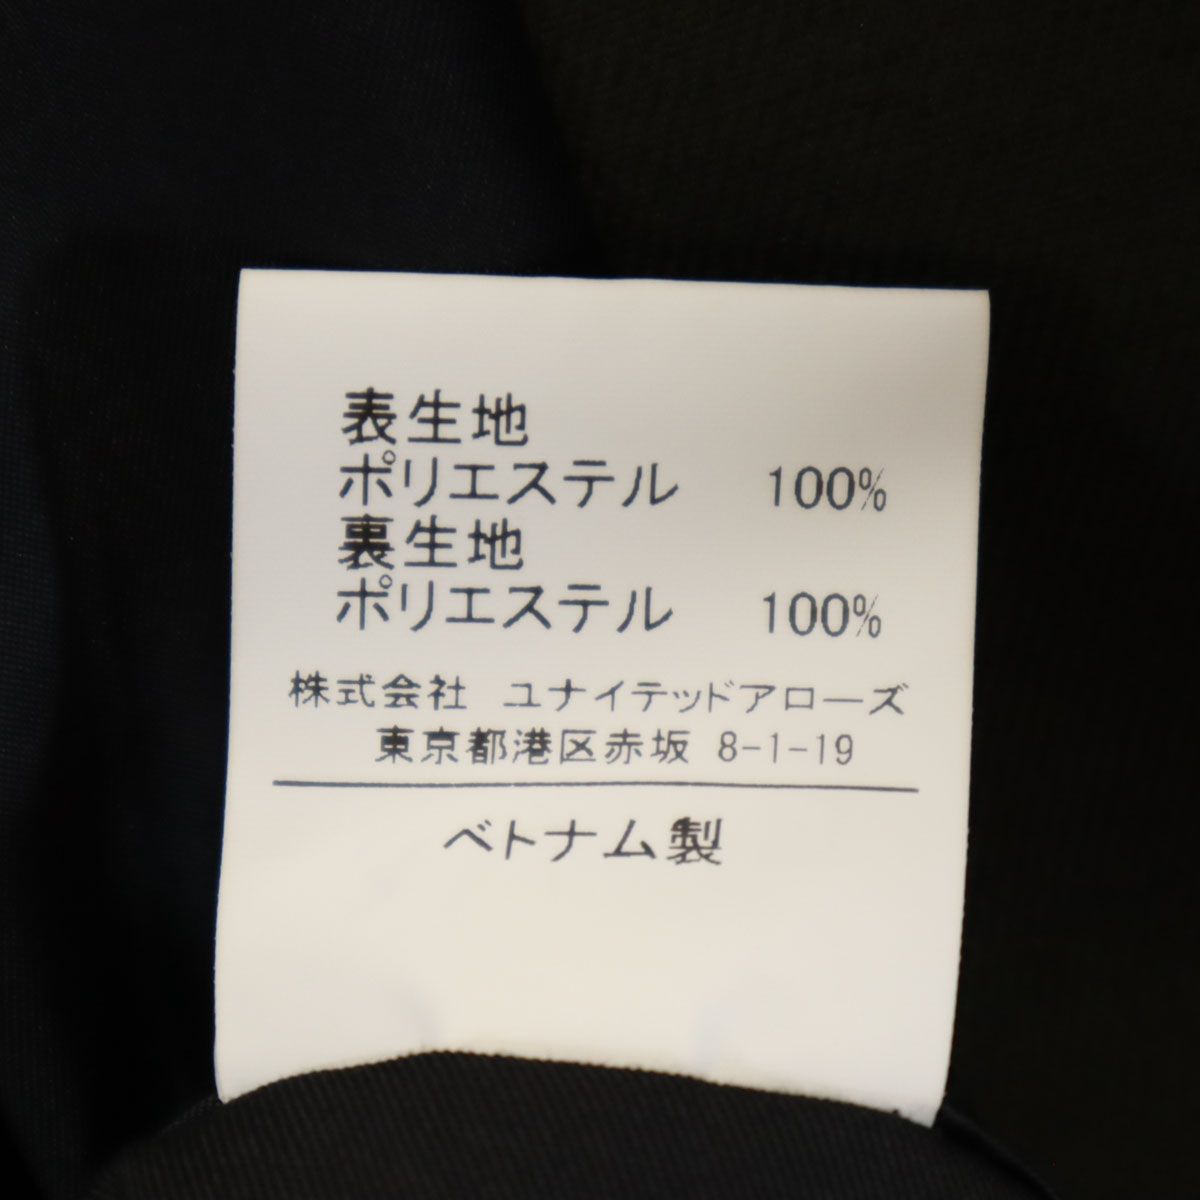 表生地
ポリエステル 100%
裏生地
ポリエステル 100%
株式会社 ユナイテッドアローズ
東京都港区赤坂 8-1-19
ベトナム製